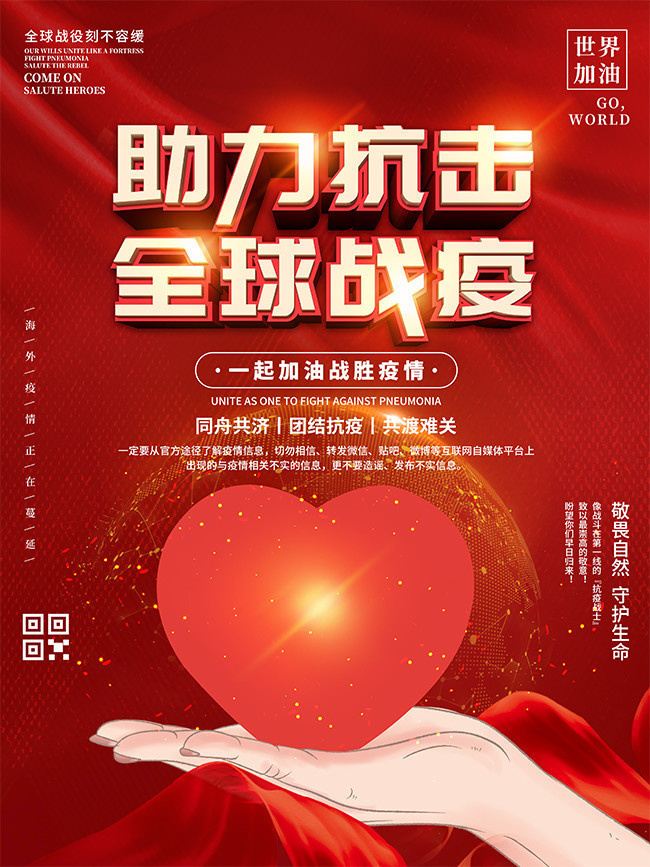 全球战役刻不容缓
OUR WILLS UNITE LIKE A FORTRESS
FIGHT PNEUMONIA
SALUTE THE REBEL
COME ON
SALUTE HEROES
世界
加油
GO,
WORLD
助力抗击
全球战疫
·一起加油战胜疫情·
UNITE AS ONE TO FIGHT AGAINST PNEUMONIA
同舟共济丨团结抗疫丨共渡难关
一定要从官方途径了解疫情信息，切勿相信、转发微信、贴吧、微博等互联网自媒体平台上
出现的与疫情相关不实的信息，更不要造谣、发布不实信息。
\海\外\疫\情\正\在\蔓\延\
敬畏自然 守护生命
像战斗在第一线的『抗疫战士』
致以最崇高的敬意！
盼望你们早日归来！